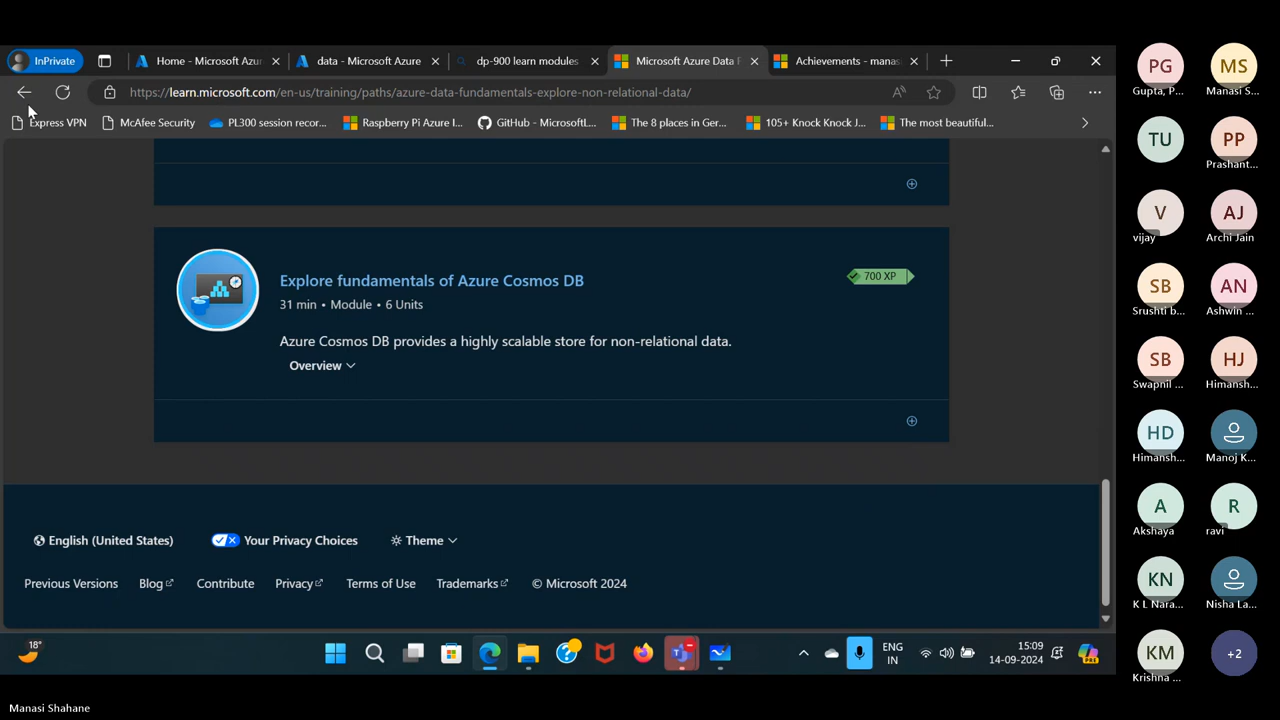 InPrivate
Home - Microsoft Azur
data - Microsoft Azure
dp-900 learn modules
Microsoft Azure Data F
Achievements - manas
https://learn.microsoft.com/en-us/training/paths/azure-data-fundamentals-explore-non-relational-data/
Express VPN
McAfee Security
PL300 session recor...
Raspberry Pi Azure I...
GitHub - MicrosoftL...
The 8 places in Ger...
105+ Knock Knock J...
The most beautiful...
Explore fundamentals of Azure Cosmos DB
700 XP
31 min • Module • 6 Units
Azure Cosmos DB provides a highly scalable store for non-relational data.
Overview
English (United States)
Your Privacy Choices
Theme
Previous Versions
Blog
Contribute
Privacy
Terms of Use
Trademarks
© Microsoft 2024
18°
PRE
ENG
IN
15:09
14-09-2024
PG
Gupta, P...
MS
Manasi S...
TU
PP
Prashant...
V
vijay
AJ
Archi Jain
SB
Srushti b...
AN
Ashwin ...
SB
Swapnil ...
HJ
Himansh...
HD
Himansh...
Manoj K...
A
Akshaya
R
ravi
KN
K L Nara...
Nisha La...
KM
Krishna ...
+2
Manasi Shahane